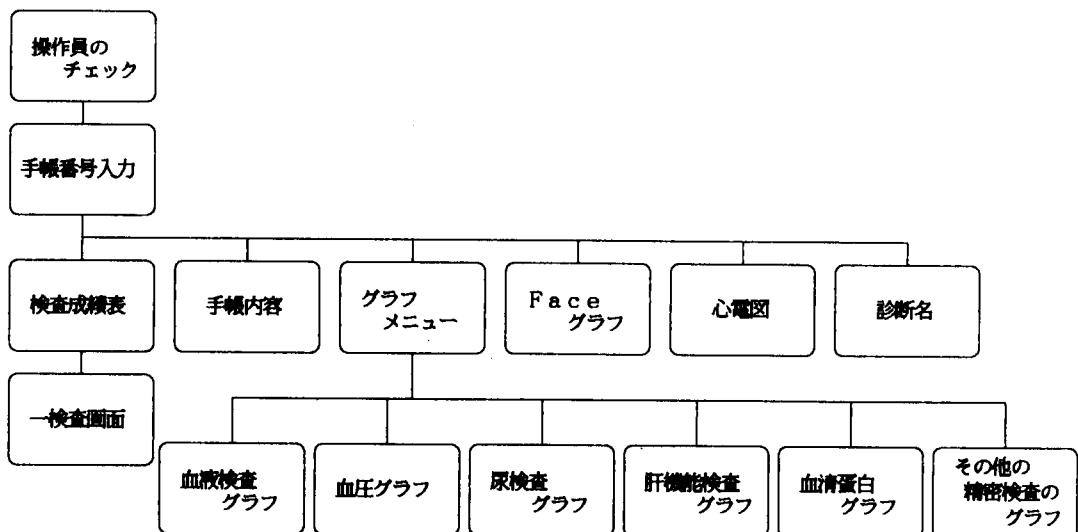 操作員の
チェック
手帳番号入力
検査成績表
手帳内容
グラフ
メニュー
Face
グラフ
心電図
診断名
一検査画面
血液検査
グラフ
血圧グラフ
尿検査
グラフ
肝機能検査
グラフ
血清蛋白
グラフ
その他の
精密検査の
グラフ